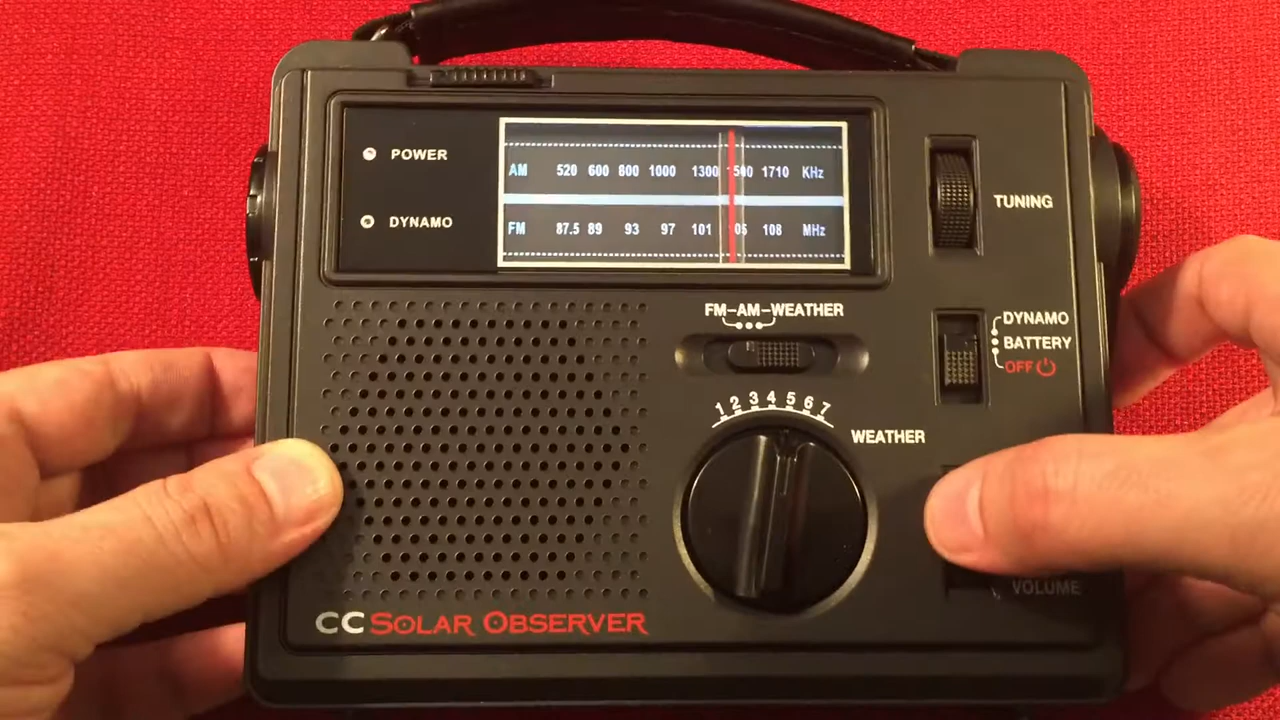 POWER
DYNAMO
AM 520 600 800 1000 1300 1500 1710 KHz
FM 87.5 89 93 97 101 105 108 MHz
TUNING
FM-AM-WEATHER
DYNAMO
BATTERY
OFF
1 2 3 4 5 6 7
WEATHER
VOLUME
CC SOLAR OBSERVER